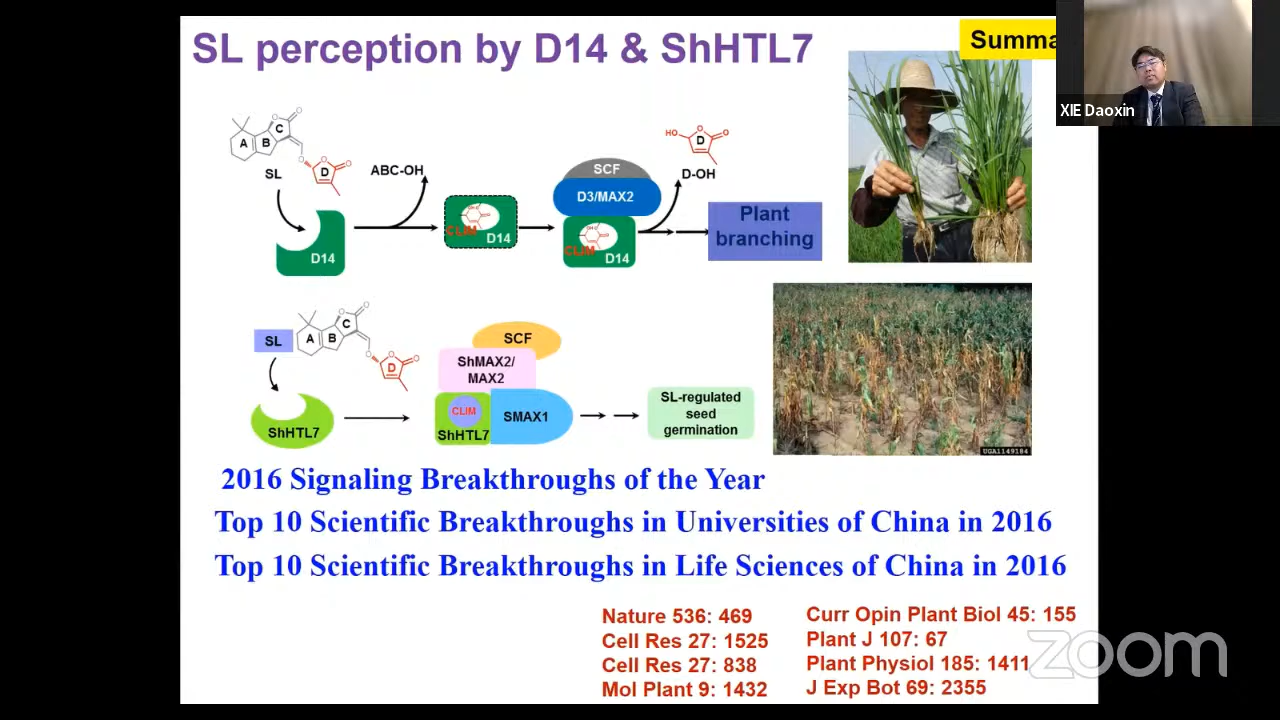 SL perception by D14 & ShHTL7
Summa
XIE Daoxin
A
B
C
O
O
O
O
O
D
SL
ABC-OH
D14
CLIM
D14
SCF
D3/MAX2
CLIM
D14
HO
O
O
D
D-OH
Plant
branching
SL
A
B
C
O
O
O
O
O
D
ShHTL7
SCF
ShMAX2/
MAX2
CLIM
ShHTL7
SMAX1
SL-regulated
seed
germination
UGA1149184
2016 Signaling Breakthroughs of the Year
Top 10 Scientific Breakthroughs in Universities of China in 2016
Top 10 Scientific Breakthroughs in Life Sciences of China in 2016
Nature 536: 469
Cell Res 27: 1525
Cell Res 27: 838
Mol Plant 9: 1432
Curr Opin Plant Biol 45: 155
Plant J 107: 67
Plant Physiol 185: 1411
J Exp Bot 69: 2355
zoom